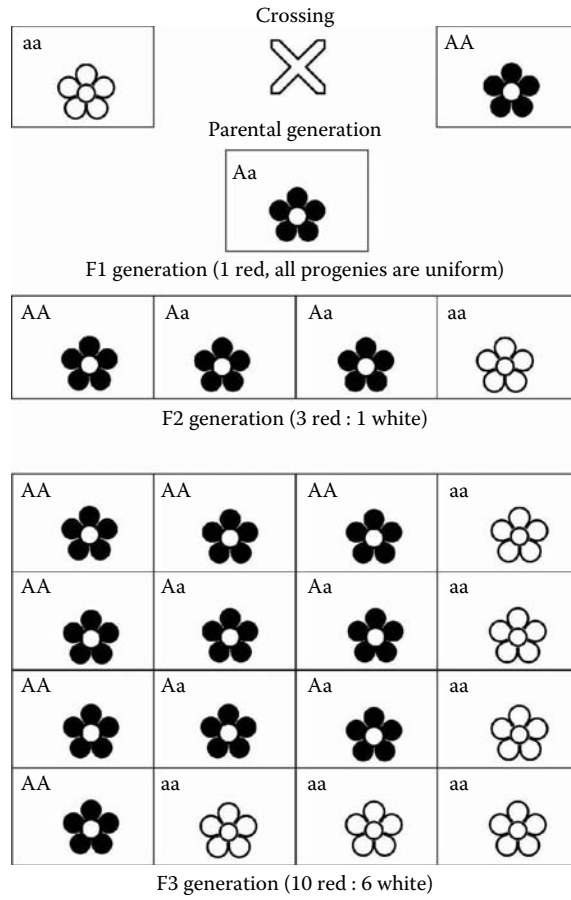 Crossing
aa AA
Parental generation
Aa
F1 generation (1 red, all progenies are uniform)
AA Aa Aa aa
F2 generation (3 red : 1 white)
AA AA AA aa
AA Aa Aa aa
AA Aa Aa aa
AA aa aa aa
F3 generation (10 red : 6 white)